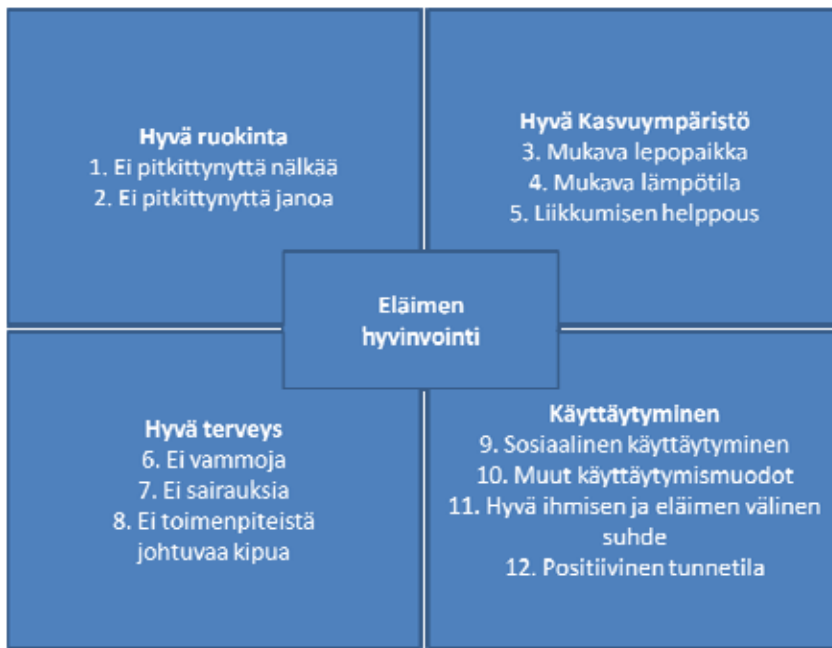 Hyvä ruokinta
1. Ei pitkittynyttä nälkää
2. Ei pitkittynyttä janoa
Hyvä Kasvuympäristö
3. Mukava lepopaikka
4. Mukava lämpötila
5. Liikkumisen helppous
Eläimen
hyvinvointi
Hyvä terveys
6. Ei vammoja
7. Ei sairauksia
8. Ei toimenpiteistä
johtuvaa kipua
Käyttäytyminen
9. Sosiaalinen käyttäytyminen
10. Muut käyttäytymismuodot
11. Hyvä ihmisen ja eläimen välinen
suhde
12. Positiivinen tunnetila